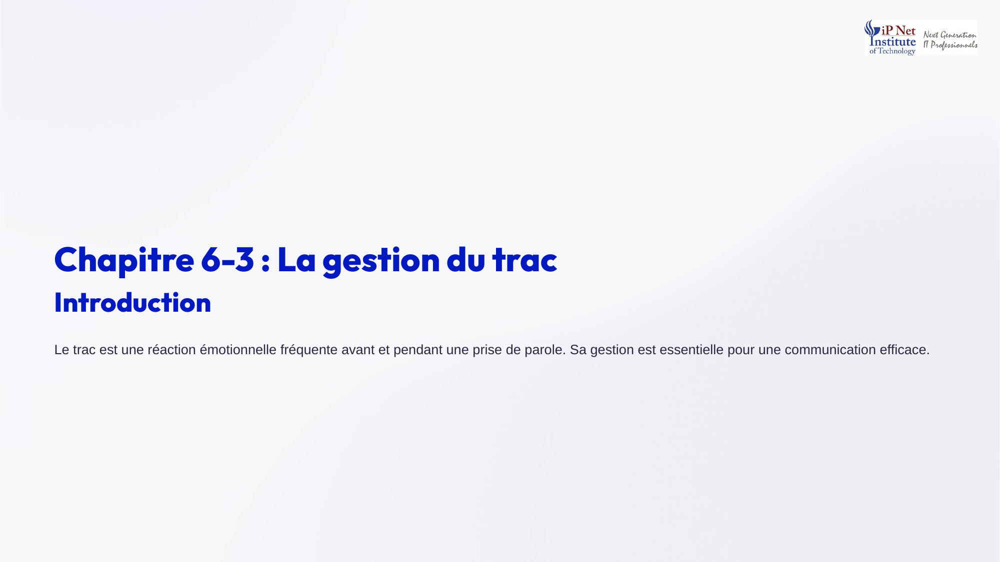 iP Net
Institute
of Technology
Next Generation
IT Professionnels
Chapitre 6-3 : La gestion du trac
Introduction
Le trac est une réaction émotionnelle fréquente avant et pendant une prise de parole. Sa gestion est essentielle pour une communication efficace.